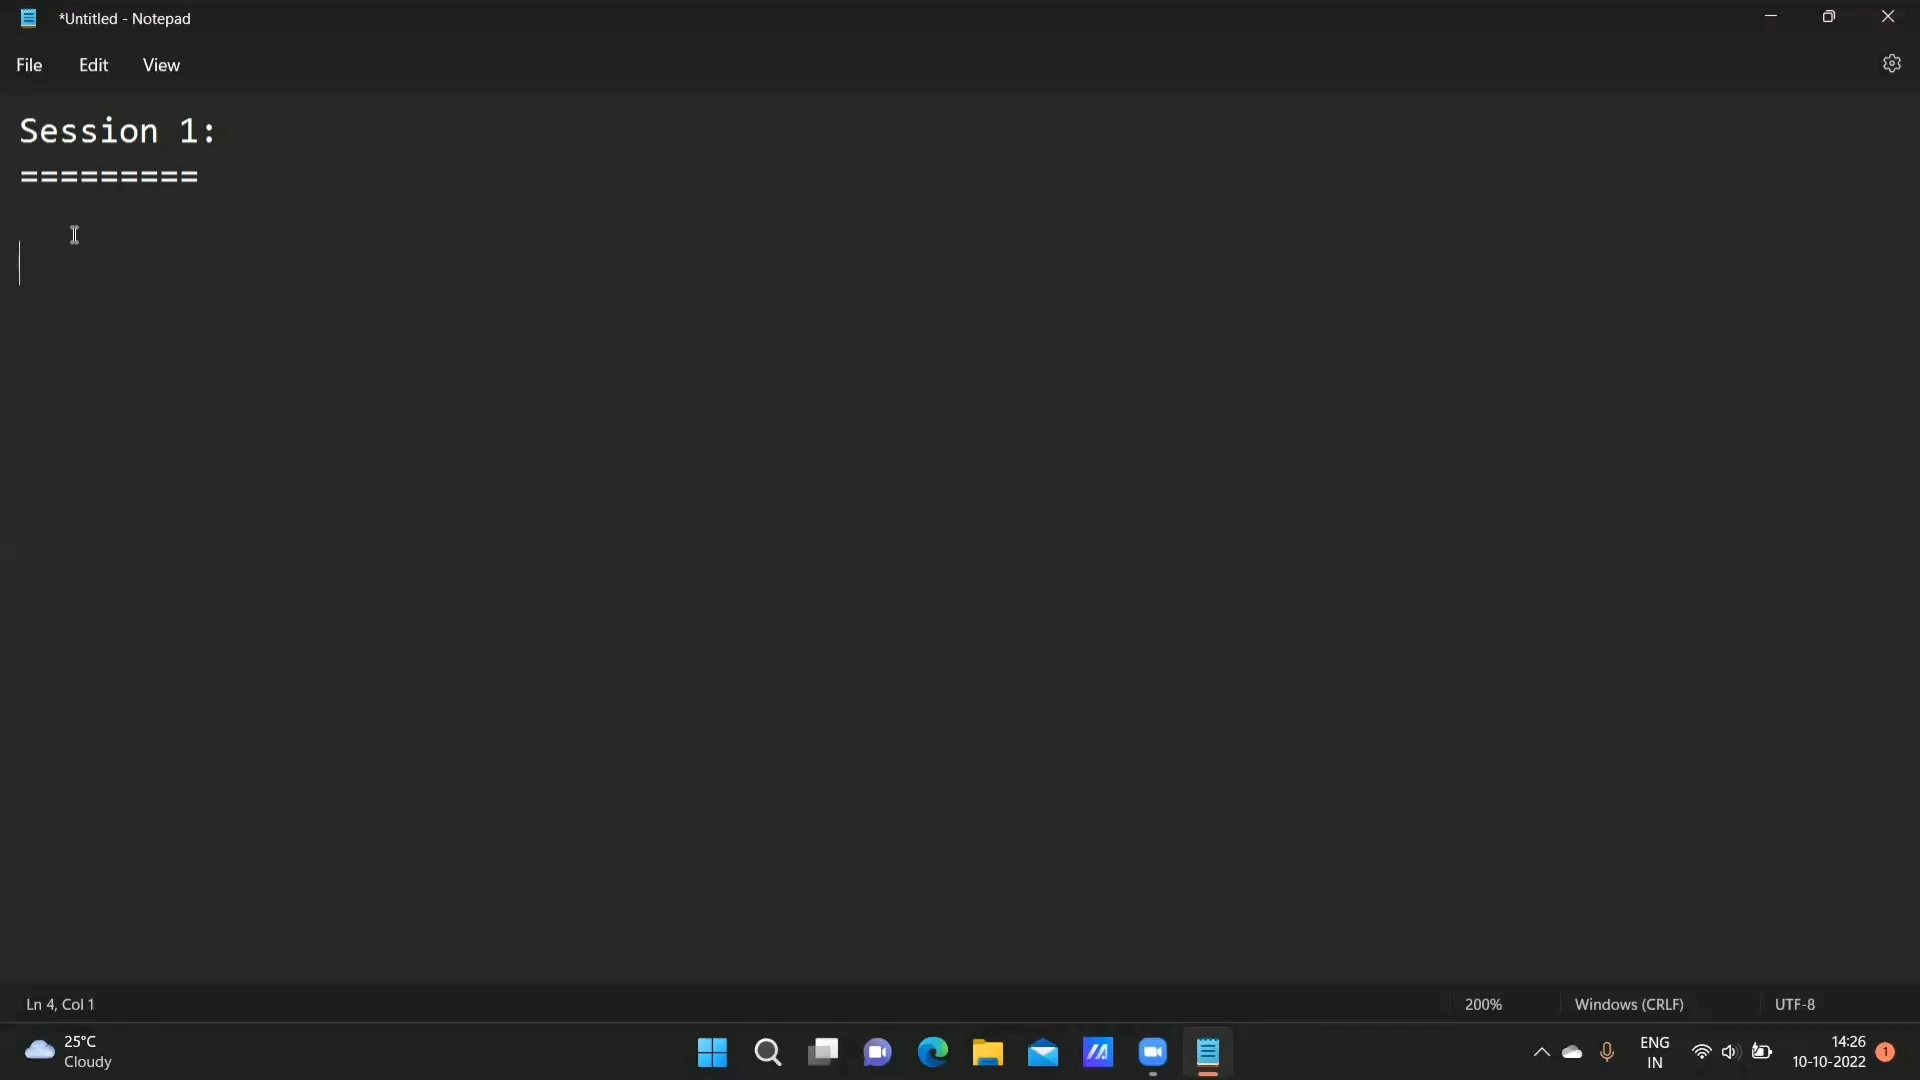 *Untitled - Notepad
File Edit View
Session 1:
=========
Ln 4, Col 1 200% Windows (CRLF) UTF-8
25°C
Cloudy
ENG
IN
14:26
10-10-2022
1